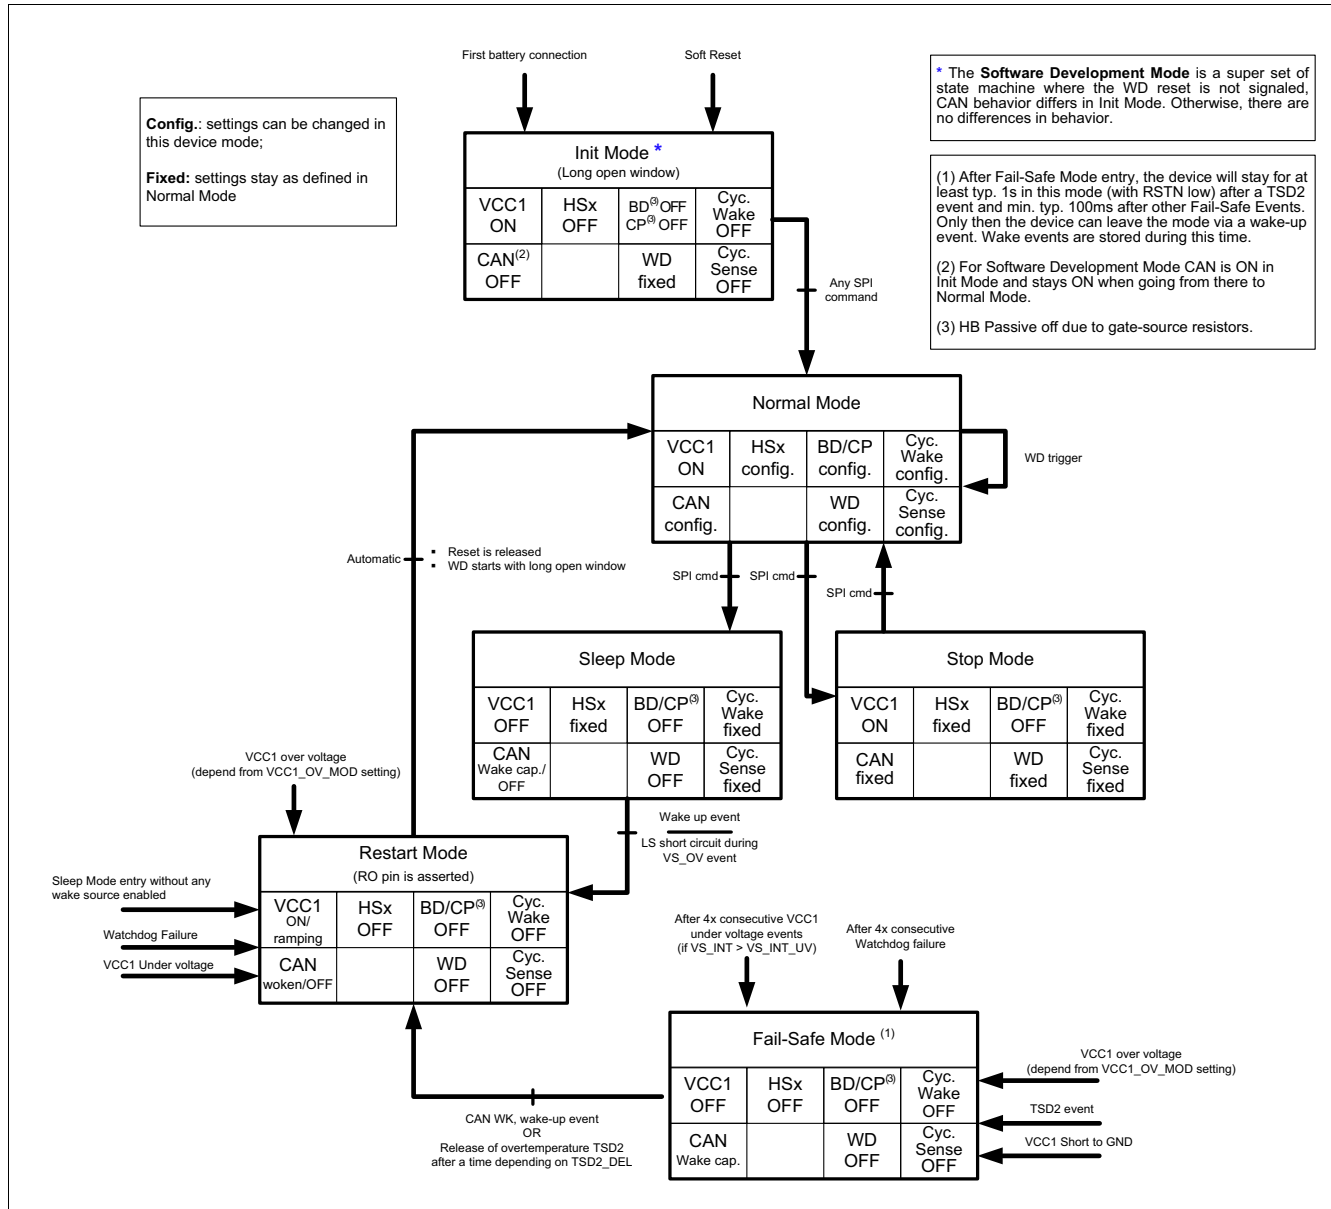 First battery connection
Soft Reset
Config.: settings can be changed in
this device mode;
Fixed: settings stay as defined in
Normal Mode
* The Software Development Mode is a super set of
state machine where the WD reset is not signaled,
CAN behavior differs in Init Mode. Otherwise, there are
no differences in behavior.
(1) After Fail-Safe Mode entry, the device will stay for at
least typ. 1s in this mode (with RSTN low) after a TSD2
event and min. typ. 100ms after other Fail-Safe Events.
Only then the device can leave the mode via a wake-up
event. Wake events are stored during this time.
(2) For Software Development Mode CAN is ON in
Init Mode and stays ON when going from there to
Normal Mode.
(3) HB Passive off due to gate-source resistors.
Init Mode *
(Long open window)
VCC1
ON
HSx
OFF
BD(3) OFF
CP(3) OFF
Cyc.
Wake
OFF
CAN(2)
OFF
WD
fixed
Cyc.
Sense
OFF
Any SPI
command
Normal Mode
VCC1
ON
HSx
config.
BD/CP
config.
Cyc.
Wake
config.
CAN
config.
WD
config.
Cyc.
Sense
config.
WD trigger
Automatic
▪ Reset is released
▪ WD starts with long open window
SPI cmd
SPI cmd
SPI cmd
Sleep Mode
VCC1
OFF
HSx
fixed
BD/CP(3)
OFF
Cyc.
Wake
fixed
CAN
Wake cap./
OFF
WD
OFF
Cyc.
Sense
fixed
Stop Mode
VCC1
ON
HSx
fixed
BD/CP(3)
OFF
Cyc.
Wake
fixed
CAN
fixed
WD
fixed
Cyc.
Sense
fixed
VCC1 over voltage
(depend from VCC1_OV_MOD setting)
Wake up event
LS short circuit during
VS_OV event
Restart Mode
(RO pin is asserted)
VCC1
ON/
ramping
HSx
OFF
BD/CP(3)
OFF
Cyc.
Wake
OFF
CAN
woken/OFF
WD
OFF
Cyc.
Sense
OFF
Sleep Mode entry without any
wake source enabled
Watchdog Failure
VCC1 Under voltage
After 4x consecutive VCC1
under voltage events
(if VS_INT > VS_INT_UV)
After 4x consecutive
Watchdog failure
Fail-Safe Mode (1)
VCC1
OFF
HSx
OFF
BD/CP(3)
OFF
Cyc.
Wake
OFF
CAN
Wake cap.
WD
OFF
Cyc.
Sense
OFF
VCC1 over voltage
(depend from VCC1_OV_MOD setting)
TSD2 event
VCC1 Short to GND
CAN WK, wake-up event
OR
Release of overtemperature TSD2
after a time depending on TSD2_DEL